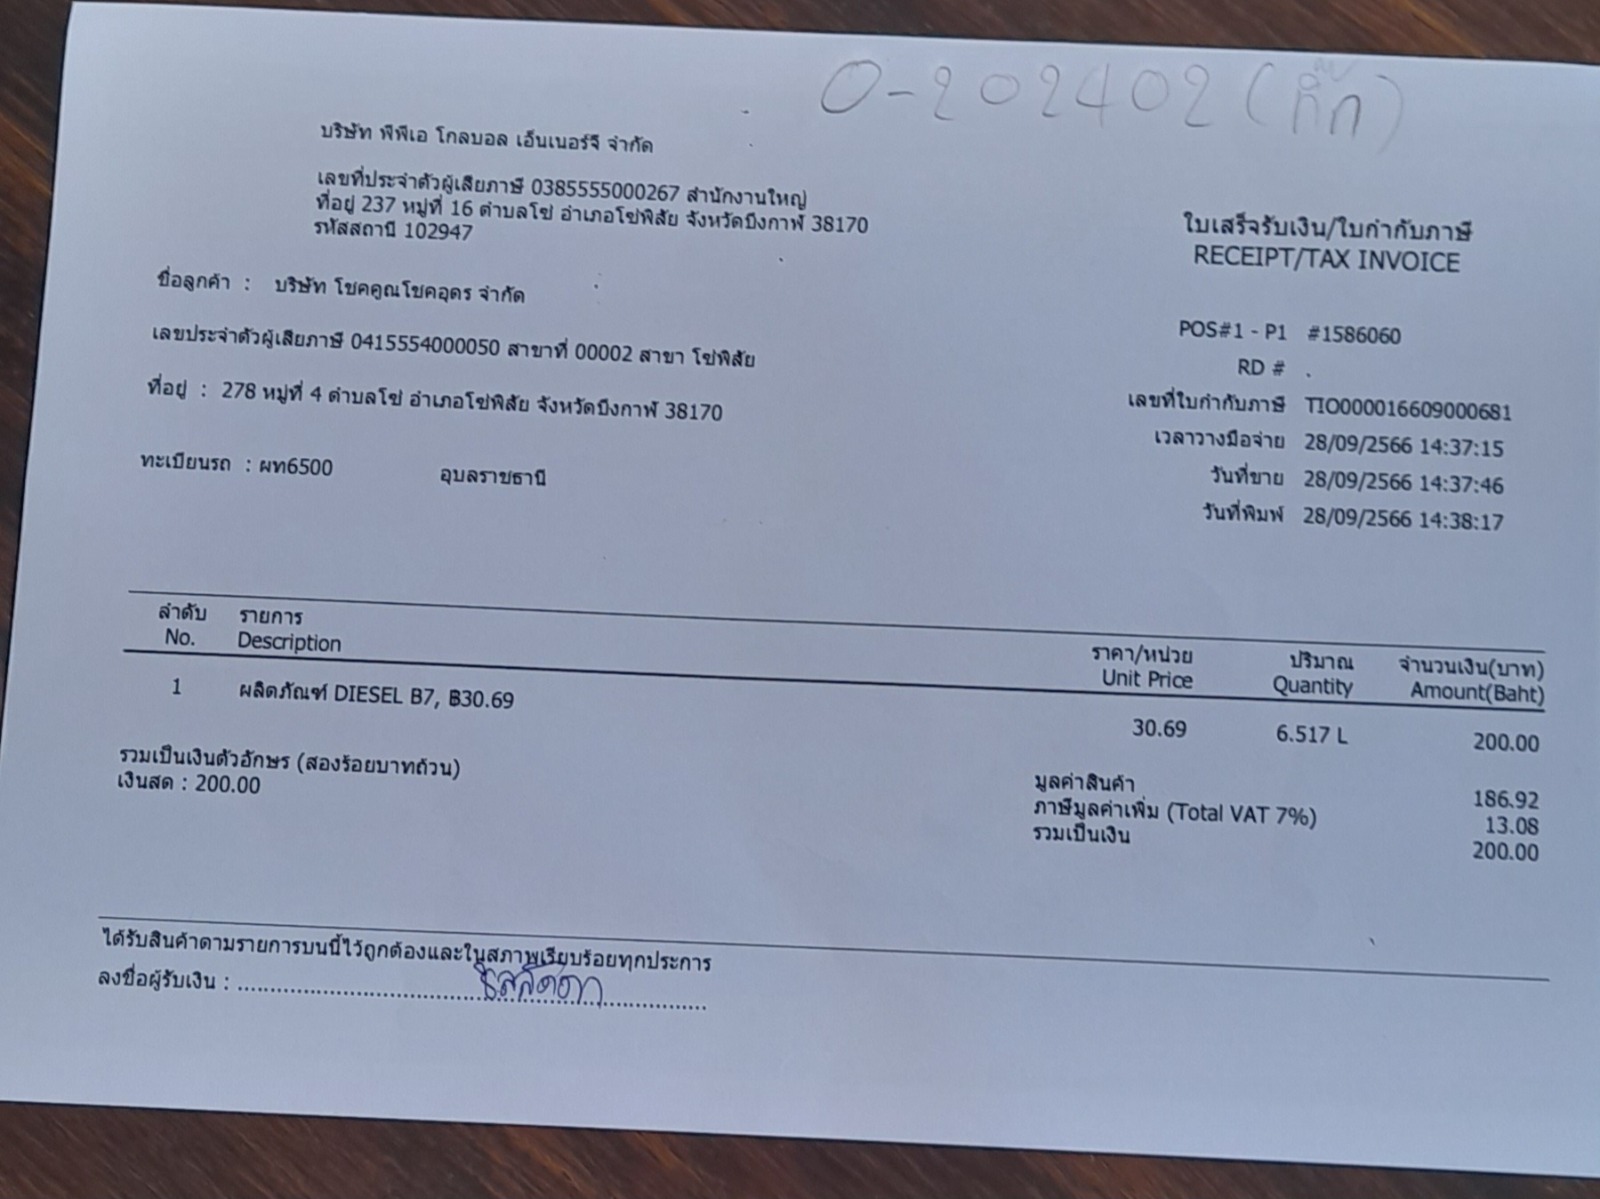 O-202402 (กิ๊ก)
บริษัท พีพีเอ โกลบอล เอ็นเนอร์จี จำกัด
เลขที่ประจำตัวผู้เสียภาษี 0385555000267 สำนักงานใหญ่
ที่อยู่ 237 หมู่ที่ 16 ตำบลโซ่ อำเภอโซ่พิสัย จังหวัดบึงกาฬ 38170
รหัสสถานี 102947
ใบเสร็จรับเงิน/ใบกำกับภาษี
RECEIPT/TAX INVOICE
ชื่อลูกค้า : บริษัท โชคคูณโชคอุดร จำกัด
เลขประจำตัวผู้เสียภาษี 0415554000050 สาขาที่ 00002 สาขา โซ่พิสัย
ที่อยู่ : 278 หมู่ที่ 4 ตำบลโซ่ อำเภอโซ่พิสัย จังหวัดบึงกาฬ 38170
ทะเบียนรถ : ผท6500 อุบลราชธานี
POS#1 - P1 #1586060
RD # .
เลขที่ใบกำกับภาษี TIO000016609000681
เวลาวางมือจ่าย 28/09/2566 14:37:15
วันที่ขาย 28/09/2566 14:37:46
วันที่พิมพ์ 28/09/2566 14:38:17
ลำดับ รายการ ราคา/หน่วย ปริมาณ จำนวนเงิน(บาท)
No. Description Unit Price Quantity Amount(Baht)
1 ผลิตภัณฑ์ DIESEL B7, ฿30.69 30.69 6.517 L 200.00
รวมเป็นเงินตัวอักษร (สองร้อยบาทถ้วน)
เงินสด : 200.00
มูลค่าสินค้า 186.92
ภาษีมูลค่าเพิ่ม (Total VAT 7%) 13.08
รวมเป็นเงิน 200.00
ได้รับสินค้าตามรายการบนนี้ไว้ถูกต้องและในสภาพเรียบร้อยทุกประการ
ลงชื่อผู้รับเงิน :